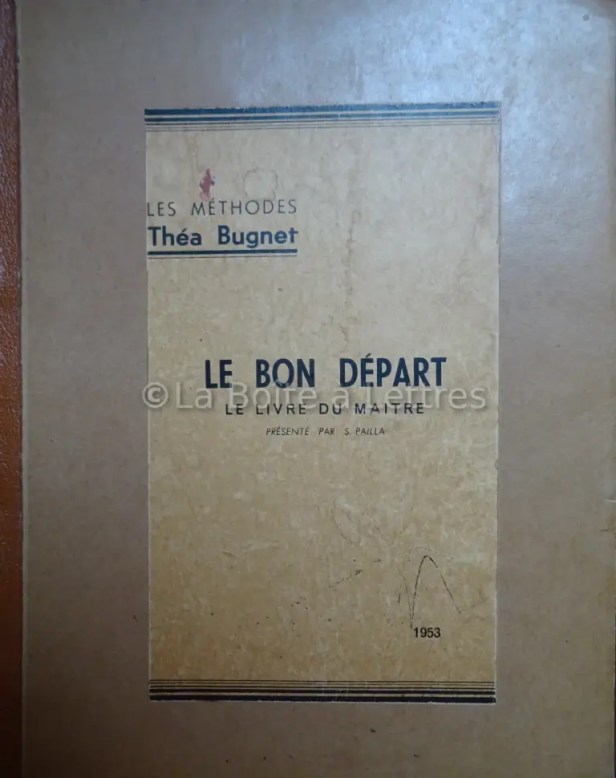 LES MÉTHODES
Théa Bugnet
LE BON DÉPART
© La Boite à Lettres
LE LIVRE DU MAITRE
PRÉSENTÉ PAR S. PAILLA
1953